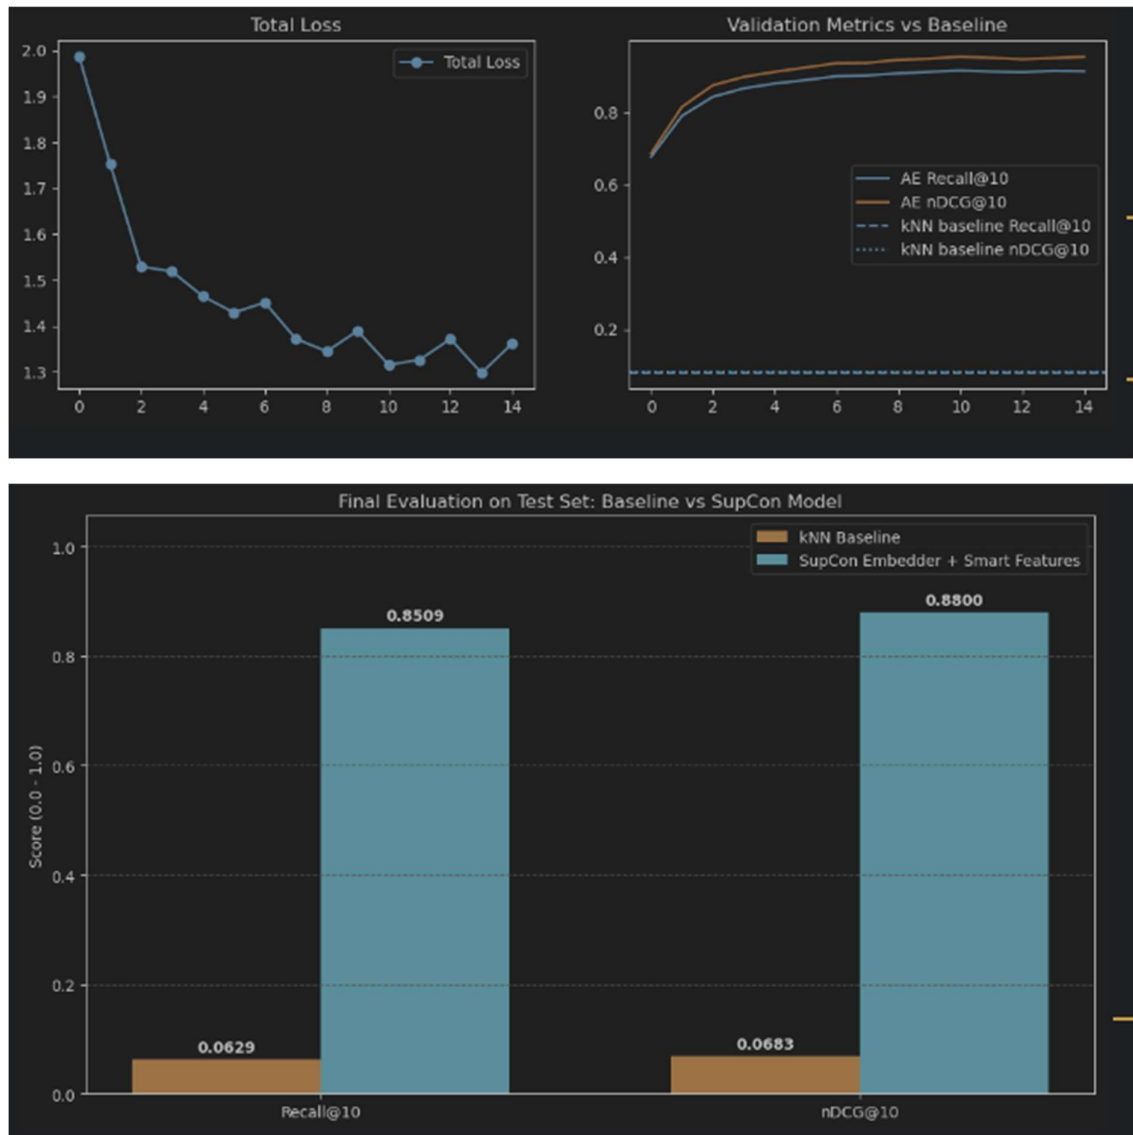 Total Loss
2.0
1.9
1.8
1.7
1.6
1.5
1.4
1.3
Total Loss
0 2 4 6 8 10 12 14
Validation Metrics vs Baseline
0.8
0.6
0.4
0.2
AE Recall@10
AE nDCG@10
kNN baseline Recall@10
kNN baseline nDCG@10
0 2 4 6 8 10 12 14
Final Evaluation on Test Set: Baseline vs SupCon Model
kNN Baseline
SupCon Embedder + Smart Features
Score (0.0 - 1.0)
1.0
0.8
0.6
0.4
0.2
0.0
0.8509
0.8800
0.0629
0.0683
Recall@10 nDCG@10